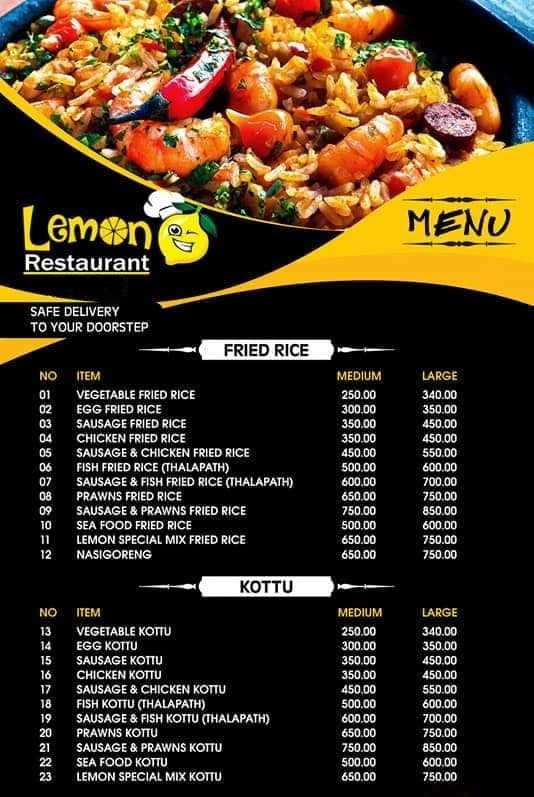 Lemon
Restaurant
MENU
SAFE DELIVERY
TO YOUR DOORSTEP
FRIED RICE
NO ITEM MEDIUM LARGE
01 VEGETABLE FRIED RICE 250.00 340.00
02 EGG FRIED RICE 300.00 350.00
03 SAUSAGE FRIED RICE 350.00 450.00
04 CHICKEN FRIED RICE 350.00 450.00
05 SAUSAGE & CHICKEN FRIED RICE 450.00 550.00
06 FISH FRIED RICE (THALAPATH) 500.00 600.00
07 SAUSAGE & FISH FRIED RICE (THALAPATH) 600.00 700.00
08 PRAWNS FRIED RICE 650.00 750.00
09 SAUSAGE & PRAWNS FRIED RICE 750.00 850.00
10 SEA FOOD FRIED RICE 500.00 600.00
11 LEMON SPECIAL MIX FRIED RICE 650.00 750.00
12 NASIGORENG 650.00 750.00
KOTTU
NO ITEM MEDIUM LARGE
13 VEGETABLE KOTTU 250.00 340.00
14 EGG KOTTU 300.00 350.00
15 SAUSAGE KOTTU 350.00 450.00
16 CHICKEN KOTTU 350.00 450.00
17 SAUSAGE & CHICKEN KOTTU 450.00 550.00
18 FISH KOTTU (THALAPATH) 500.00 600.00
19 SAUSAGE & FISH KOTTU (THALAPATH) 600.00 700.00
20 PRAWNS KOTTU 650.00 750.00
21 SAUSAGE & PRAWNS KOTTU 750.00 850.00
22 SEA FOOD KOTTU 500.00 600.00
23 LEMON SPECIAL MIX KOTTU 650.00 750.00